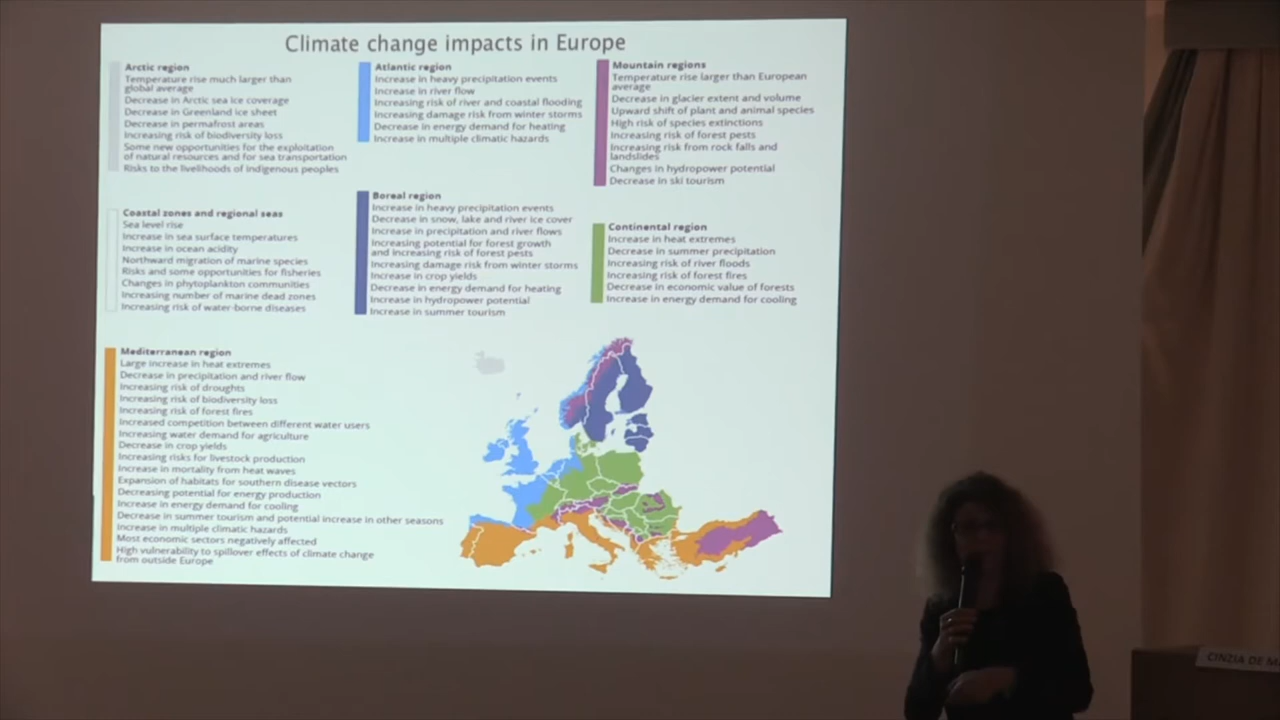 Climate change impacts in Europe
Arctic region
Temperature rise much larger than
global average
Decrease in Arctic sea ice coverage
Decrease in Greenland ice sheet
Decrease in permafrost areas
Increasing risk of biodiversity loss
Some new opportunities for the exploitation
of natural resources and for sea transportation
Risks to the livelihoods of indigenous peoples
Atlantic region
Increase in heavy precipitation events
Increase in river flow
Increasing risk of river and coastal flooding
Increasing damage risk from winter storms
Decrease in energy demand for heating
Increase in multiple climatic hazards
Mountain regions
Temperature rise larger than European
average
Decrease in glacier extent and volume
Upward shift of plant and animal species
High risk of species extinctions
Increasing risk of forest pests
Increasing risk from rock falls and
landslides
Changes in hydropower potential
Decrease in ski tourism
Coastal zones and regional seas
Sea level rise
Increase in sea surface temperatures
Increase in ocean acidity
Northward migration of marine species
Risks and some opportunities for fisheries
Changes in phytoplankton communities
Increasing number of marine dead zones
Increasing risk of water-borne diseases
Boreal region
Increase in heavy precipitation events
Decrease in snow, lake and river ice cover
Increase in precipitation and river flows
Increasing potential for forest growth
and increasing risk of forest pests
Increasing damage risk from winter storms
Increase in crop yields
Decrease in energy demand for heating
Increase in hydropower potential
Increase in summer tourism
Continental region
Increase in heat extremes
Decrease in summer precipitation
Increasing risk of river floods
Increasing risk of forest fires
Decrease in economic value of forests
Increase in energy demand for cooling
Mediterranean region
Large increase in heat extremes
Decrease in precipitation and river flow
Increasing risk of droughts
Increasing risk of biodiversity loss
Increasing risk of forest fires
Increased competition between different water users
Increasing water demand for agriculture
Decrease in crop yields
Increasing risks for livestock production
Increase in mortality from heat waves
Expansion of habitats for southern disease vectors
Decreasing potential for energy production
Increase in energy demand for cooling
Decrease in summer tourism and potential increase in other seasons
Increase in multiple climatic hazards
Most economic sectors negatively affected
High vulnerability to spillover effects of climate change
from outside Europe
CINZIA DE M